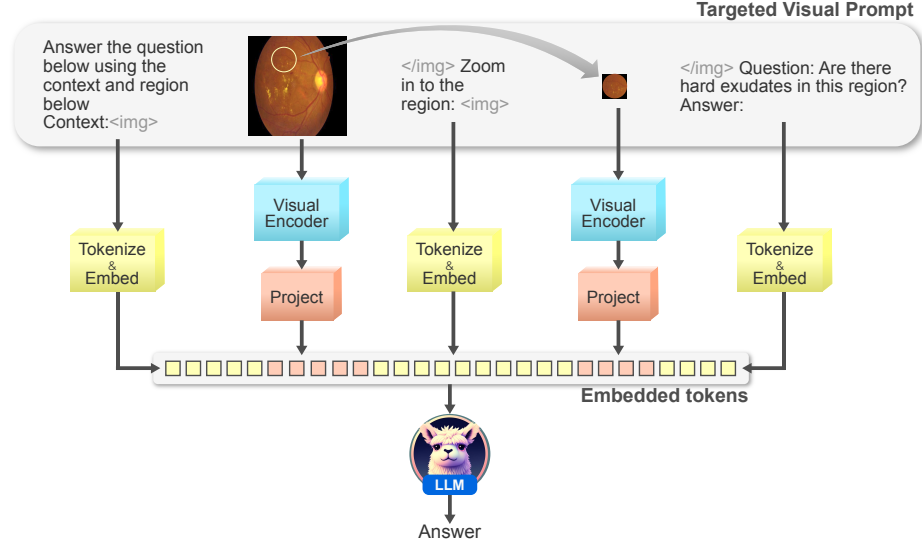 Targeted Visual Prompt
Answer the question
below using the
context and region
below
Context:<img>
</img> Zoom
in to the
region: <img>
</img> Question: Are there
hard exudates in this region?
Answer:
Visual
Encoder
Visual
Encoder
Tokenize
&
Embed
Project
Tokenize
&
Embed
Project
Tokenize
&
Embed
Embedded tokens
LLM
Answer